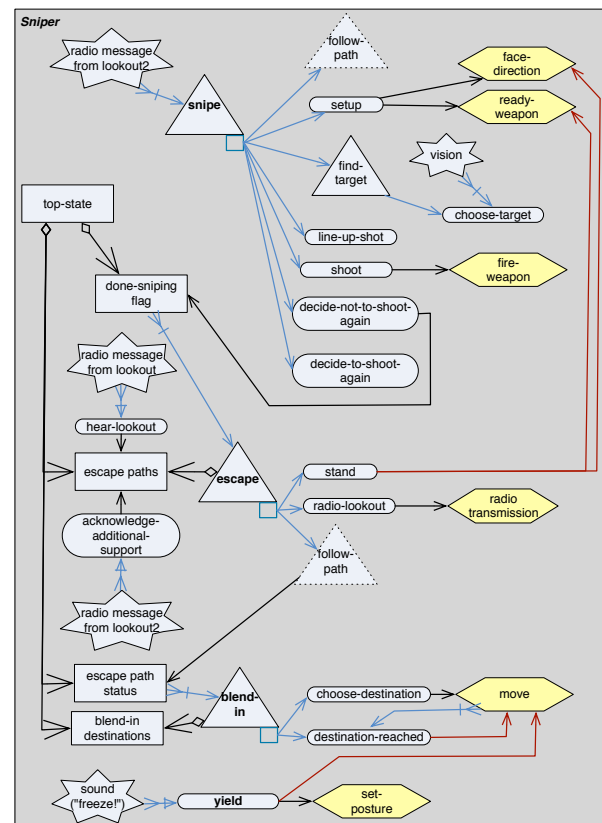 Sniper
radio message
from lookout2
follow-
path
face-
direction
snipe
setup
ready-
weapon
find-
target
vision
top-state
choose-target
line-up-shot
done-sniping
flag
shoot
fire-
weapon
decide-not-to-shoot-
again
radio message
from lookout
decide-to-shoot-
again
hear-lookout
escape paths
escape
stand
radio-lookout
radio
transmission
acknowledge-
additional-
support
follow-
path
radio message
from lookout2
escape path
status
blend-
in
choose-destination
move
blend-in
destinations
destination-reached
sound
("freeze!")
yield
set-
posture